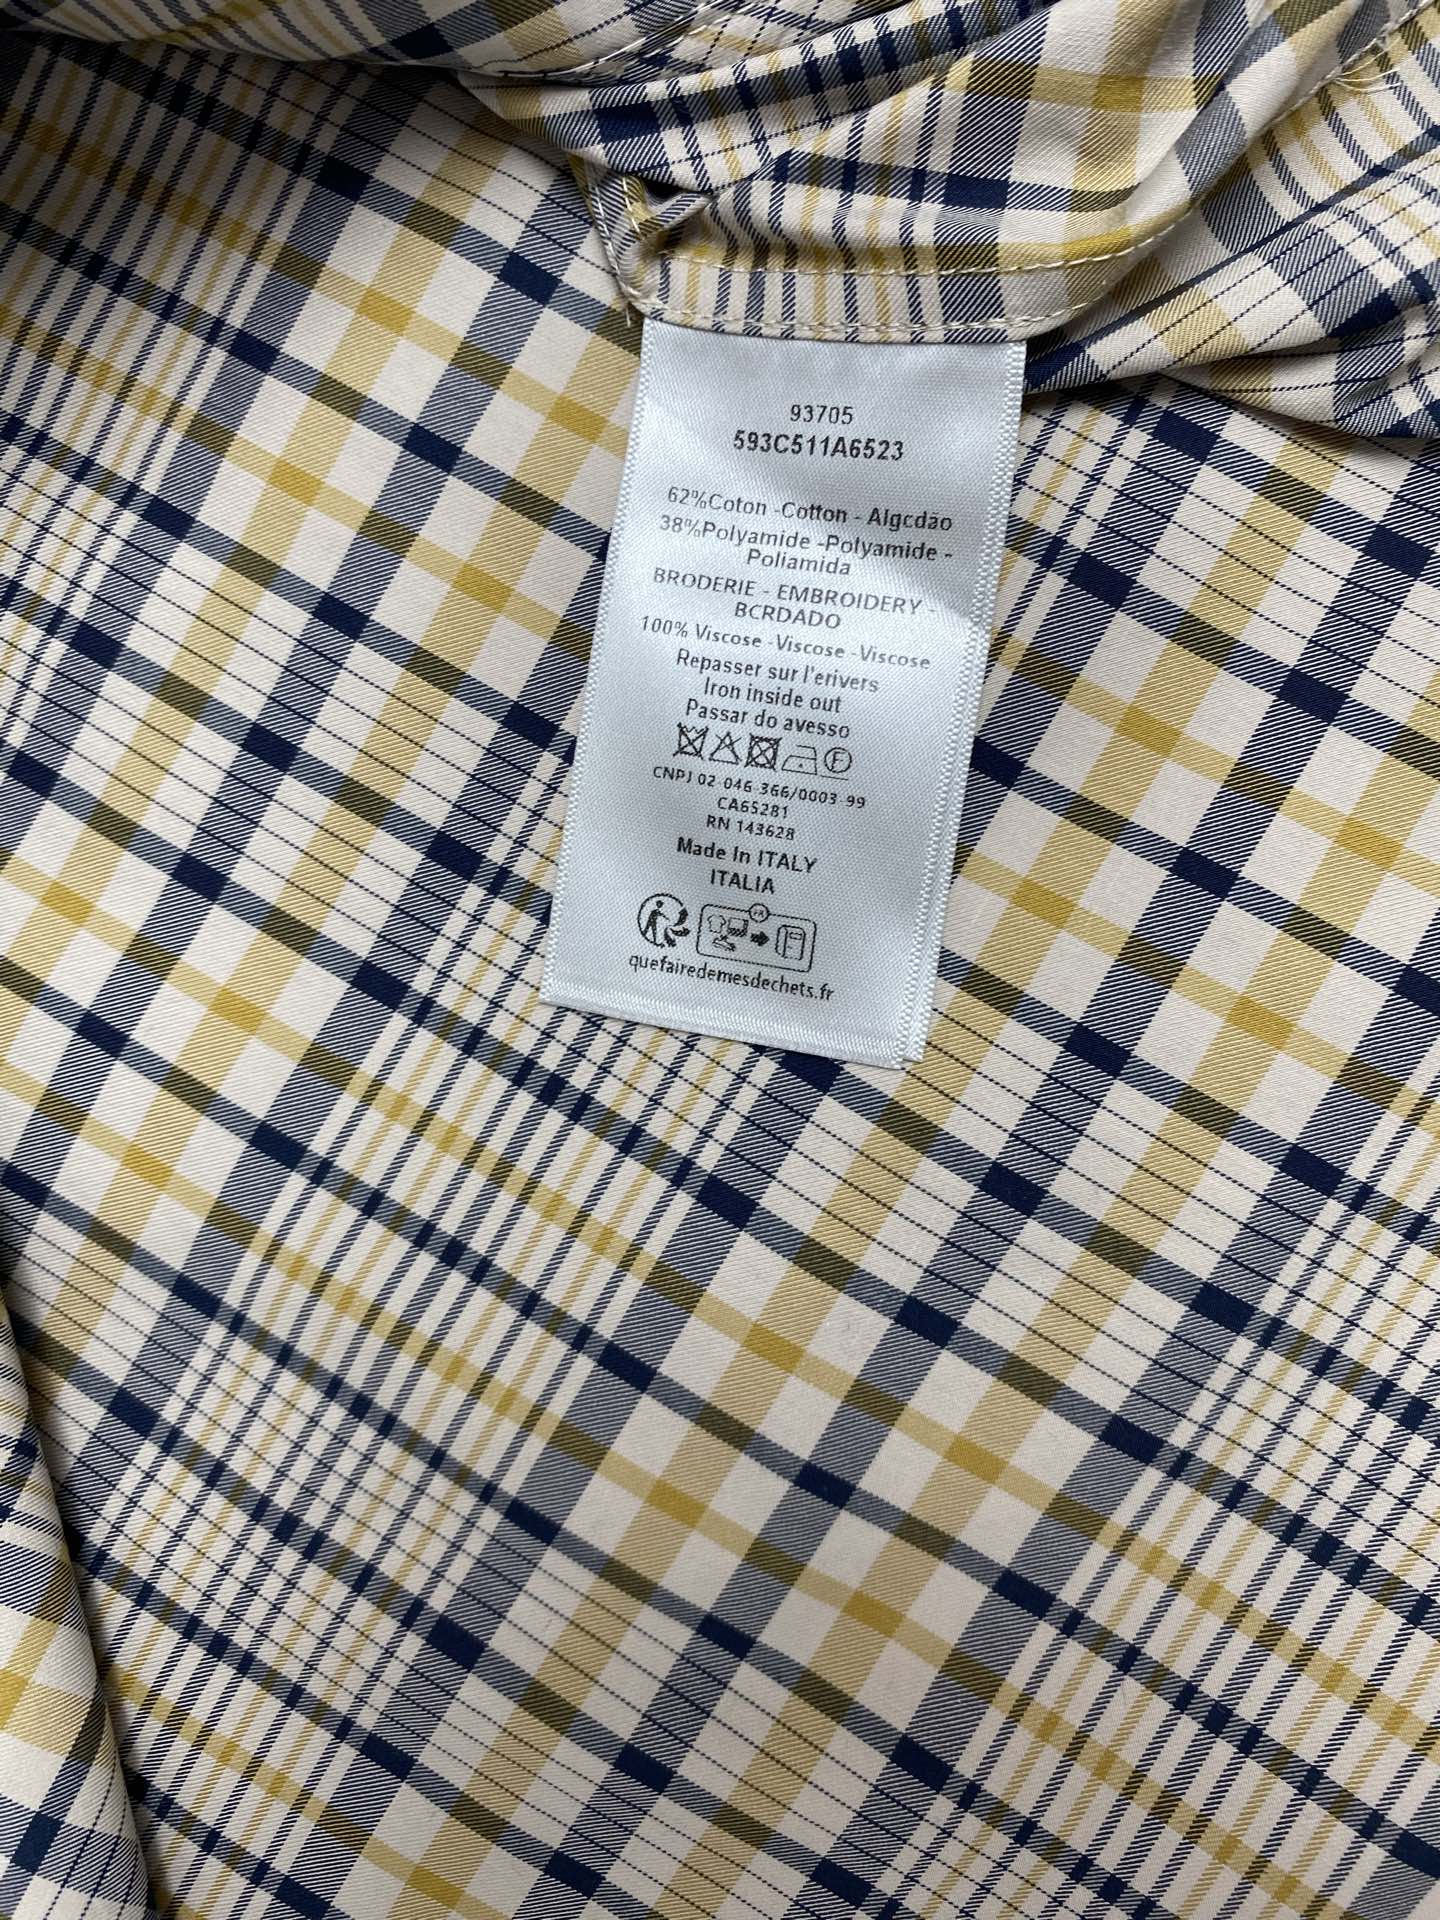 93705
593C511A6523
62%Coton -Cotton - Algcdão
38%Polyamide -Polyamide -
Poliamida
BRODERIE - EMBROIDERY -
BCRDADO
100% Viscose -Viscose -Viscose
Repasser sur l'erivers
Iron inside out
Passar do avesso
F
CNPJ 02-046-366/0003-99
CA65281
RN 143628
Made In ITALY
ITALIA
FR
quefairedemesdechets.fr